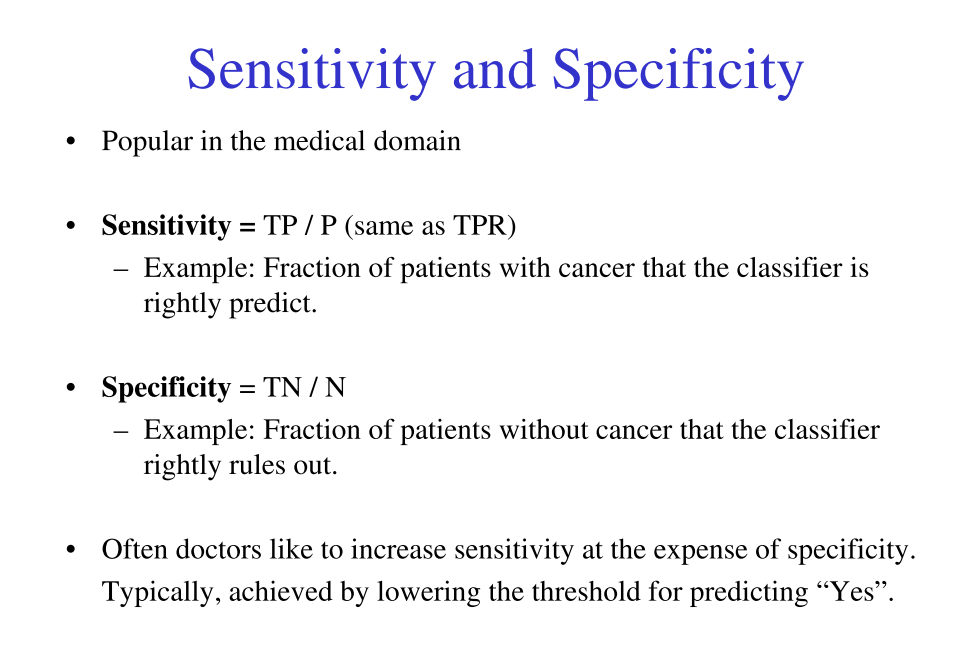 Sensitivity and Specificity
• Popular in the medical domain
• Sensitivity = TP / P (same as TPR)
– Example: Fraction of patients with cancer that the classifier is
rightly predict.
• Specificity = TN / N
– Example: Fraction of patients without cancer that the classifier
rightly rules out.
• Often doctors like to increase sensitivity at the expense of specificity.
Typically, achieved by lowering the threshold for predicting “Yes”.